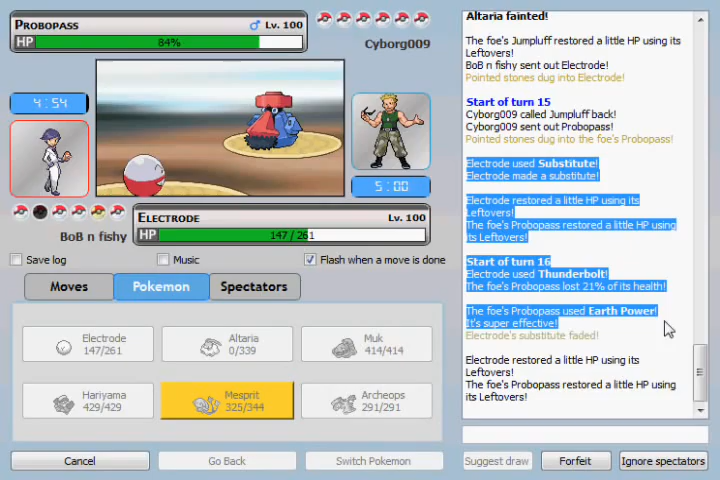 PROBOPASS ♂ Lv. 100
HP 84%
Cyborg009
4:54
5:00
ELECTRODE Lv. 100
HP 147 / 261
BoB n fishy
Save log
Music
Flash when a move is done
Moves
Pokemon
Spectators
Electrode
147/261
Altaria
0/339
Muk
414/414
Hariyama
429/429
Mesprit
325/344
Archeops
291/291
Cancel
Go Back
Switch Pokemon
Altaria fainted!
The foe's Jumpluff restored a little HP using its
Leftovers!
BoB n fishy sent out Electrode!
Pointed stones dug into Electrode!
Start of turn 15
Cyborg009 called Jumpluff back!
Cyborg009 sent out Probopass!
Pointed stones dug into the foe's Probopass!
Electrode used Substitute!
Electrode made a substitute!
Electrode restored a little HP using its
Leftovers!
The foe's Probopass restored a little HP using
its Leftovers!
Start of turn 16
Electrode used Thunderbolt!
The foe's Probopass lost 21% of its health!
The foe's Probopass used Earth Power!
It's super effective!
Electrode's substitute faded!
Electrode restored a little HP using its
Leftovers!
The foe's Probopass restored a little HP using
its Leftovers!
Suggest draw
Forfeit
Ignore spectators